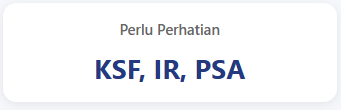 Perlu Perhatian
KSF, IR, PSA